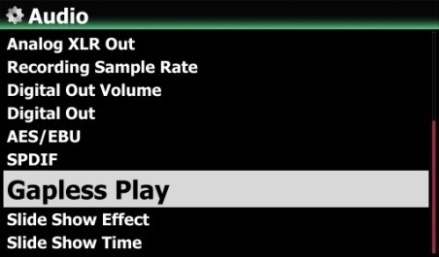 Audio
Analog XLR Out
Recording Sample Rate
Digital Out Volume
Digital Out
AES/EBU
SPDIF
Gapless Play
Slide Show Effect
Slide Show Time